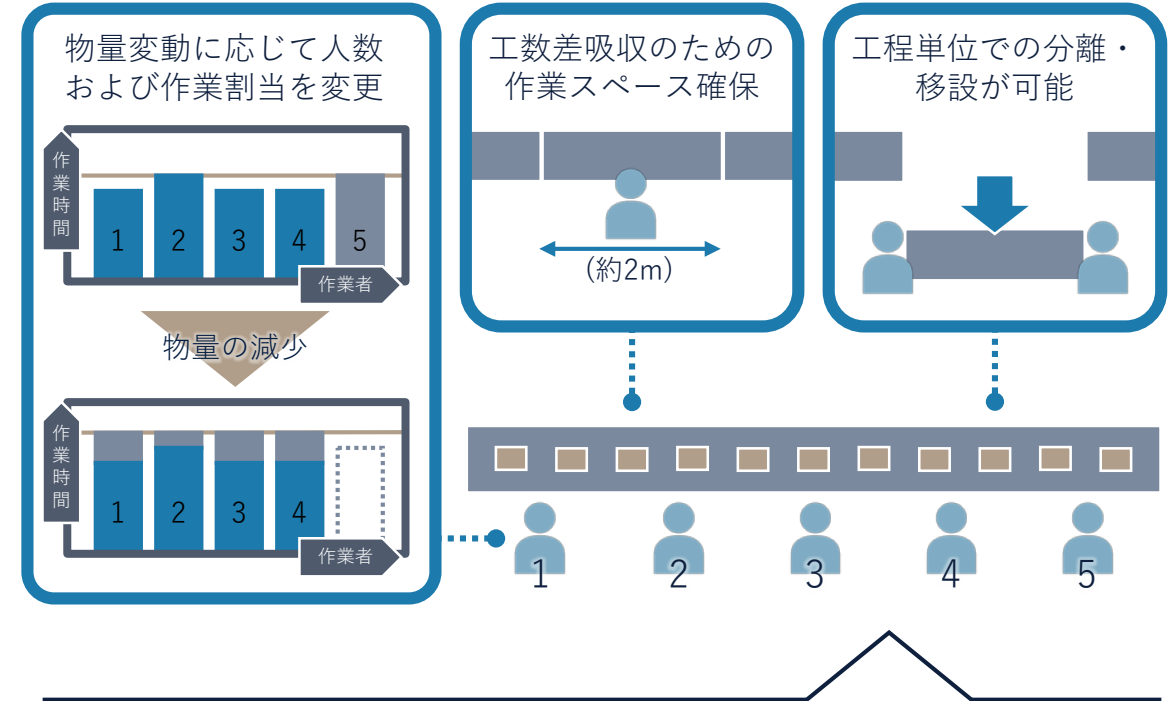 物量変動に応じて人数
および作業割当を変更
作業時間
1 2 3 4 5
作業者
物量の減少
作業時間
1 2 3 4
作業者
工数差吸収のための
作業スペース確保
(約2m)
工程単位での分離・
移設が可能
1 2 3 4 5